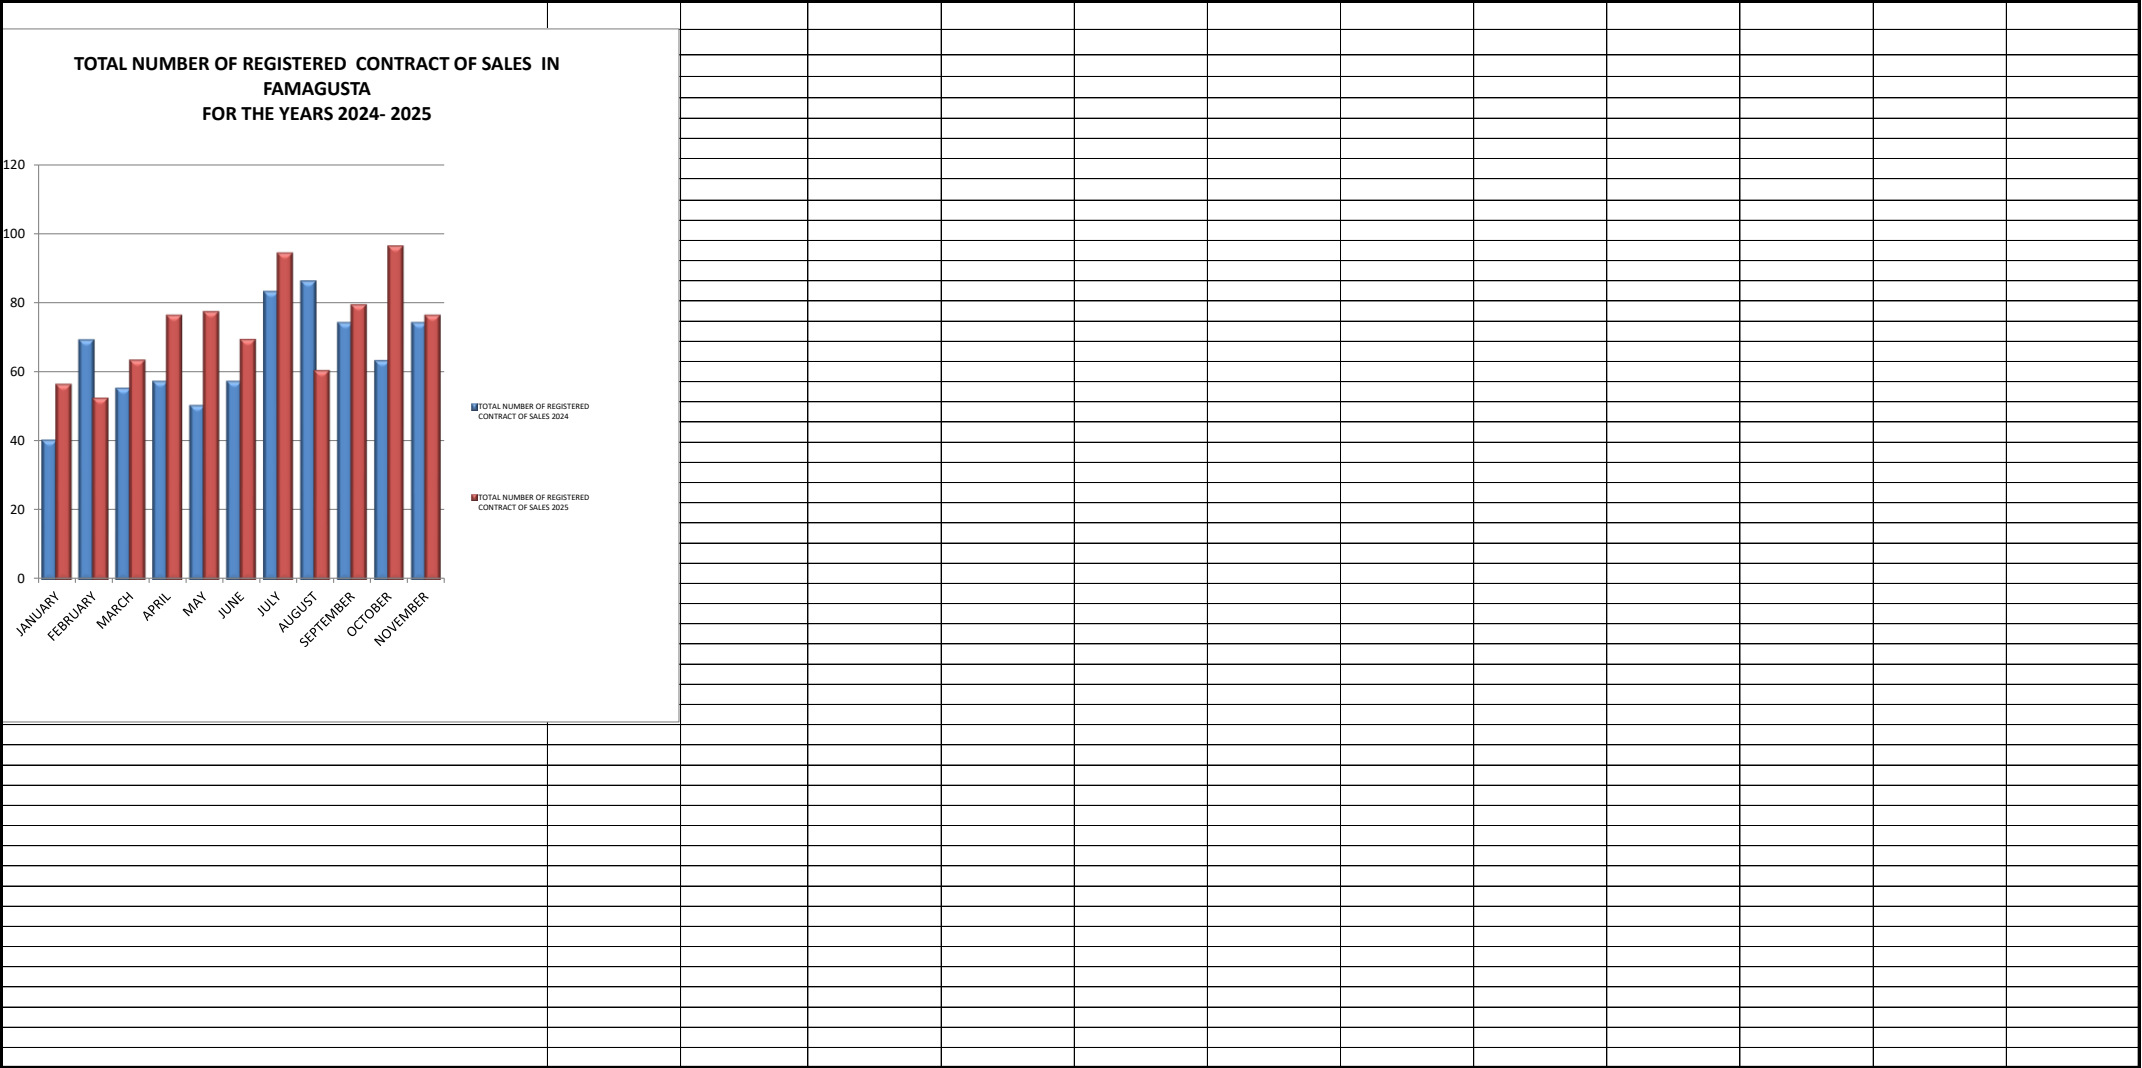 TOTAL NUMBER OF REGISTERED  CONTRACT OF SALES  IN
FAMAGUSTA
FOR THE YEARS 2024- 2025
120
100
80
60
40
20
0
JANUARY
FEBRUARY
MARCH
APRIL
MAY
JUNE
JULY
AUGUST
SEPTEMBER
OCTOBER
NOVEMBER
TOTAL NUMBER OF REGISTERED
CONTRACT OF SALES 2024
TOTAL NUMBER OF REGISTERED
CONTRACT OF SALES 2025